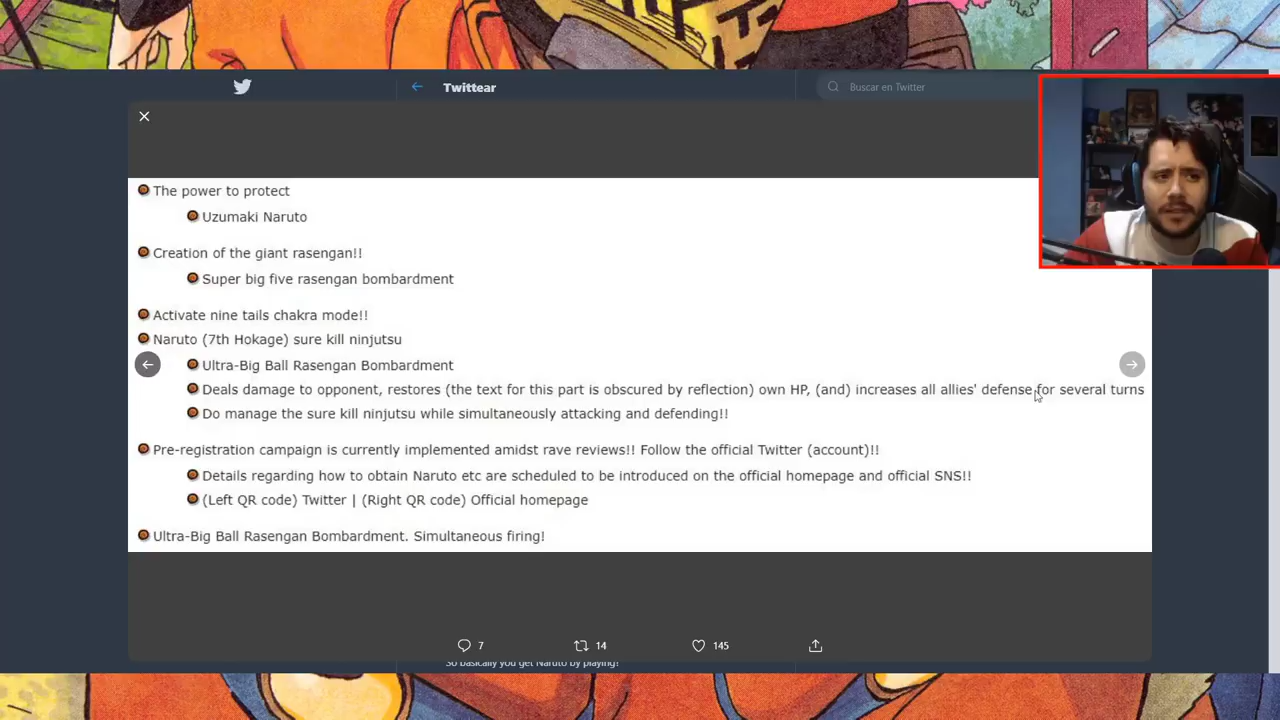 Twittear
Buscar en Twitter
The power to protect
Uzumaki Naruto
Creation of the giant rasengan!!
Super big five rasengan bombardment
Activate nine tails chakra mode!!
Naruto (7th Hokage) sure kill ninjutsu
Ultra-Big Ball Rasengan Bombardment
Deals damage to opponent, restores (the text for this part is obscured by reflection) own HP, (and) increases all allies' defense for several turns
Do manage the sure kill ninjutsu while simultaneously attacking and defending!!
Pre-registration campaign is currently implemented amidst rave reviews!! Follow the official Twitter (account)!!
Details regarding how to obtain Naruto etc are scheduled to be introduced on the official homepage and official SNS!!
(Left QR code) Twitter | (Right QR code) Official homepage
Ultra-Big Ball Rasengan Bombardment. Simultaneous firing!
7 14 145
So basically you get Naruto by playing!